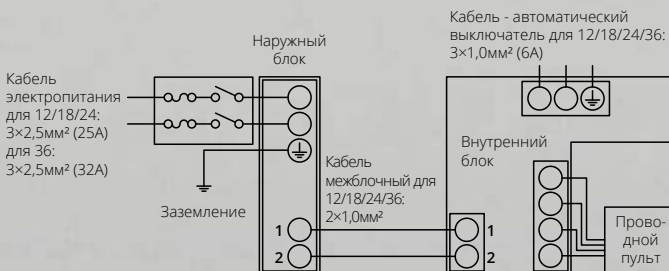 Кабель - автоматический
выключатель для 12/18/24/36:
3×1,0мм² (6А)
Наружный
блок
Кабель
электропитания
для 12/18/24:
3×2,5мм² (25А)
для 36:
3×2,5мм² (32А)
Внутренний
блок
Кабель
межблочный для
12/18/24/36:
2×1,0мм²
Заземление
1
2
1
2
Прово-
дной
пульт